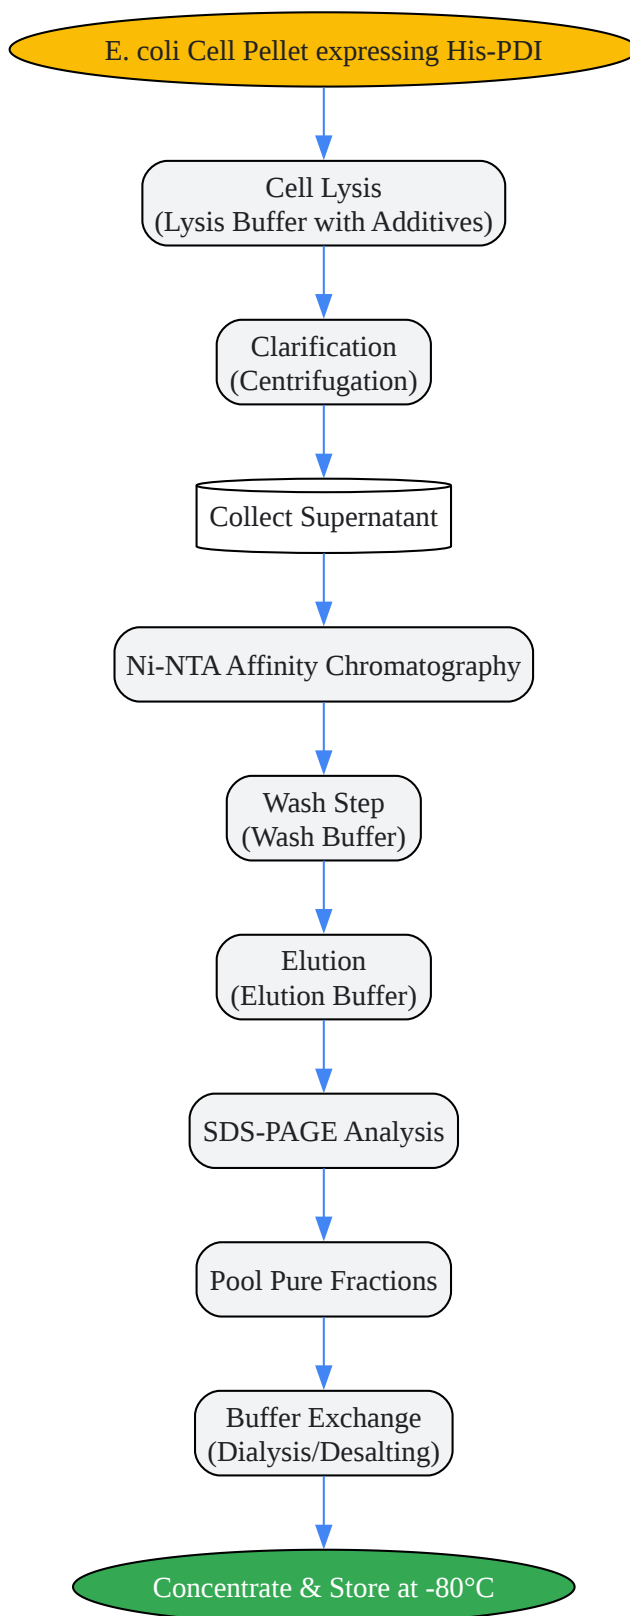 E. coli Cell Pellet expressing His-PDI
Cell Lysis
(Lysis Buffer with Additives)
Clarification
(Centrifugation)
Collect Supernatant
Ni-NTA Affinity Chromatography
Wash Step
(Wash Buffer)
Elution
(Elution Buffer)
SDS-PAGE Analysis
Pool Pure Fractions
Buffer Exchange
(Dialysis/Desalting)
Concentrate & Store at -80°C